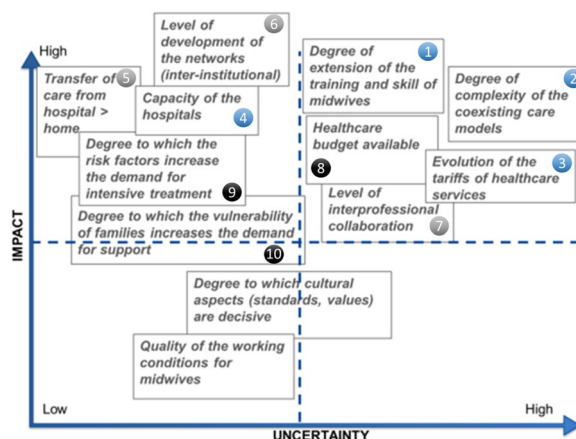 High
IMPACT
Level of 6
development of
the networks
(inter-institutional)
Transfer of 5
care from
hospital >
home
Capacity of the
hospitals 4
Degree to which the
risk factors increase
the demand for
intensive treatment 9
Degree to which the vulnerability
of families increases the demand
for support 10
Degree of 1
extension of the
training and skill of
midwives
Degree of 2
complexity of the
coexisting care
models
Healthcare
budget available
8
Evolution of the 3
tariffs of healthcare
services
Level of
interprofessional
collaboration 7
Degree to which cultural
aspects (standards, values)
are decisive
Quality of the working
conditions for
midwives
Low
High
UNCERTAINTY